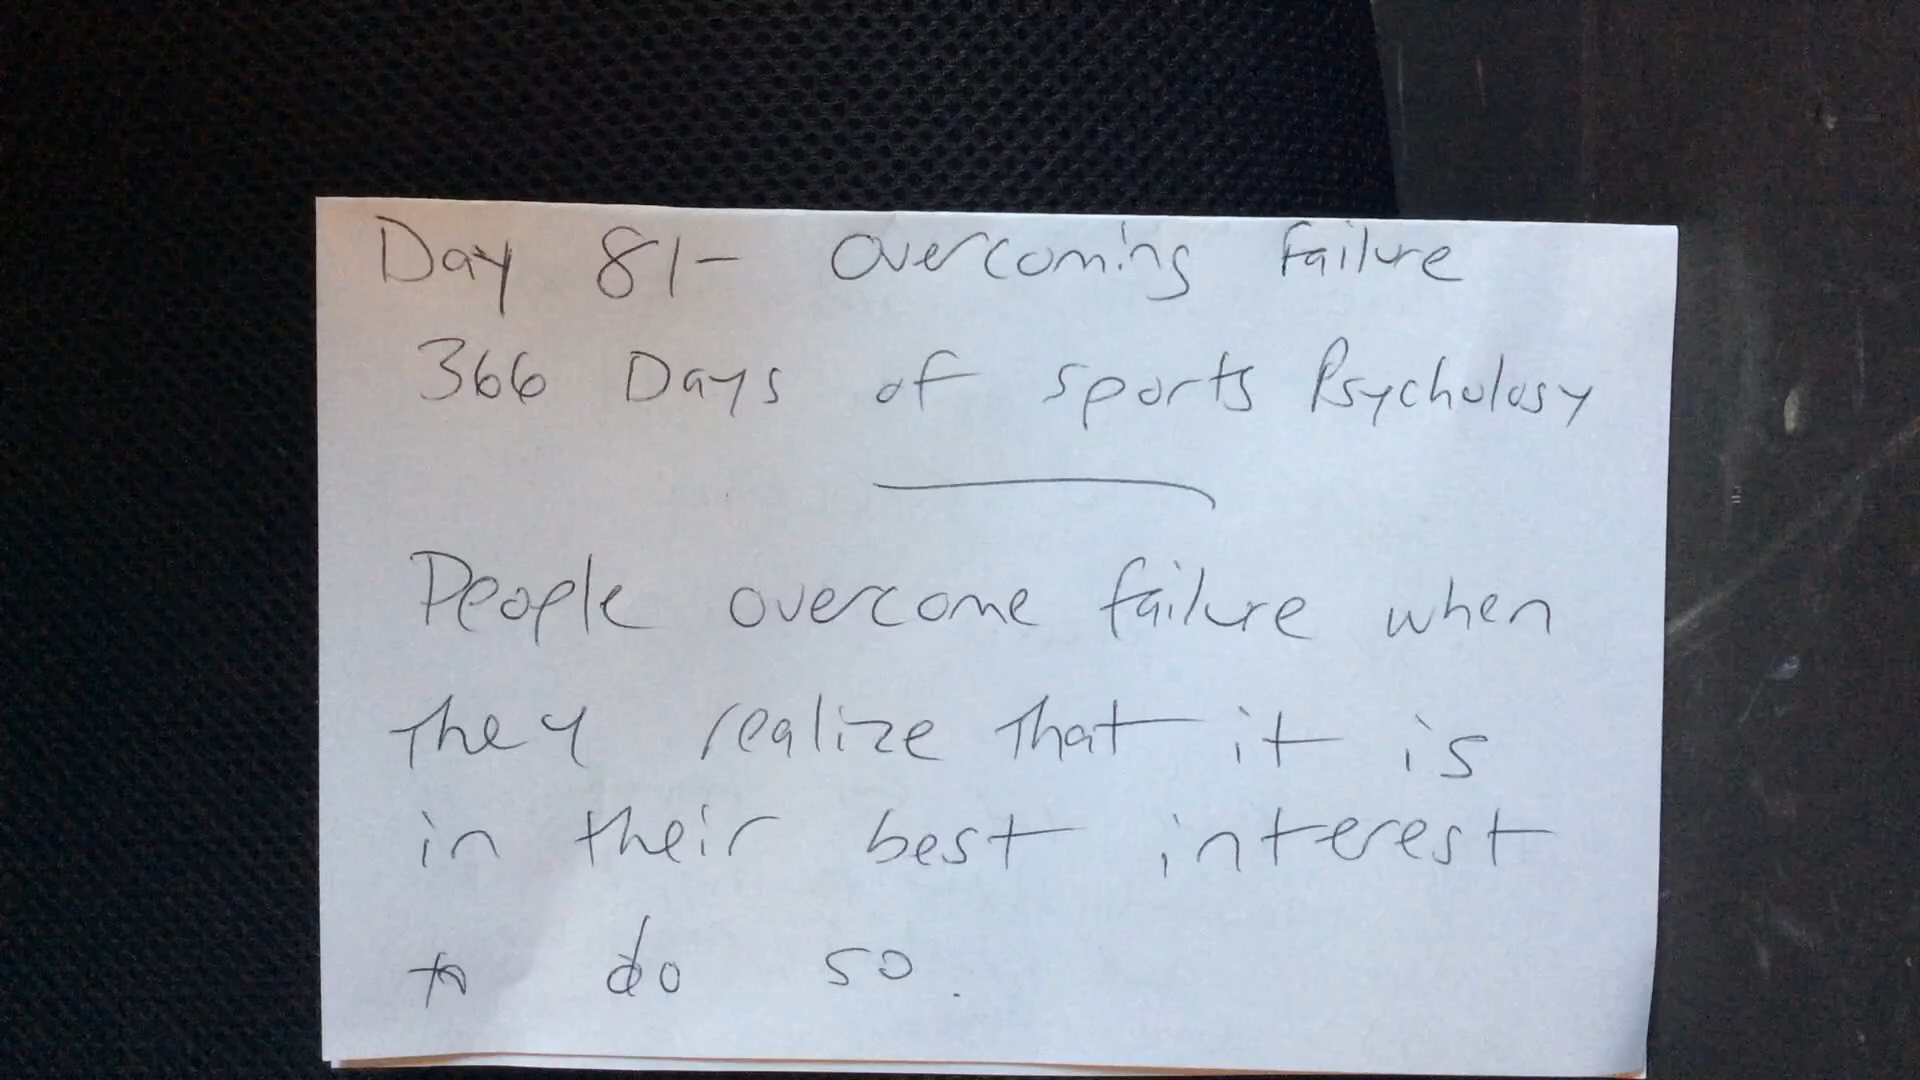 Day 81- Overcoming Failure
366 Days of sports Psychology
People overcome failure when
they realize that it is
in their best interest
to do so.